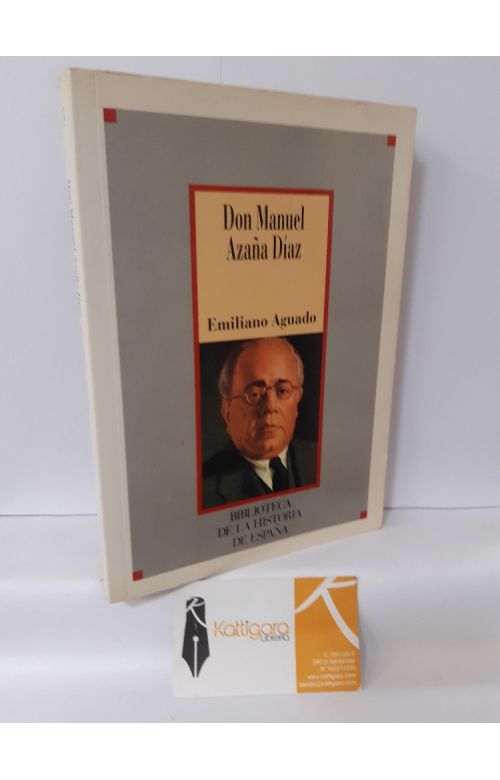 Don Manuel
Azaña Díaz
Emiliano Aguado
BIBLIOTECA
DE LA HISTORIA
DE ESPAÑA
Kattigara
Librería
www.kattigara.com